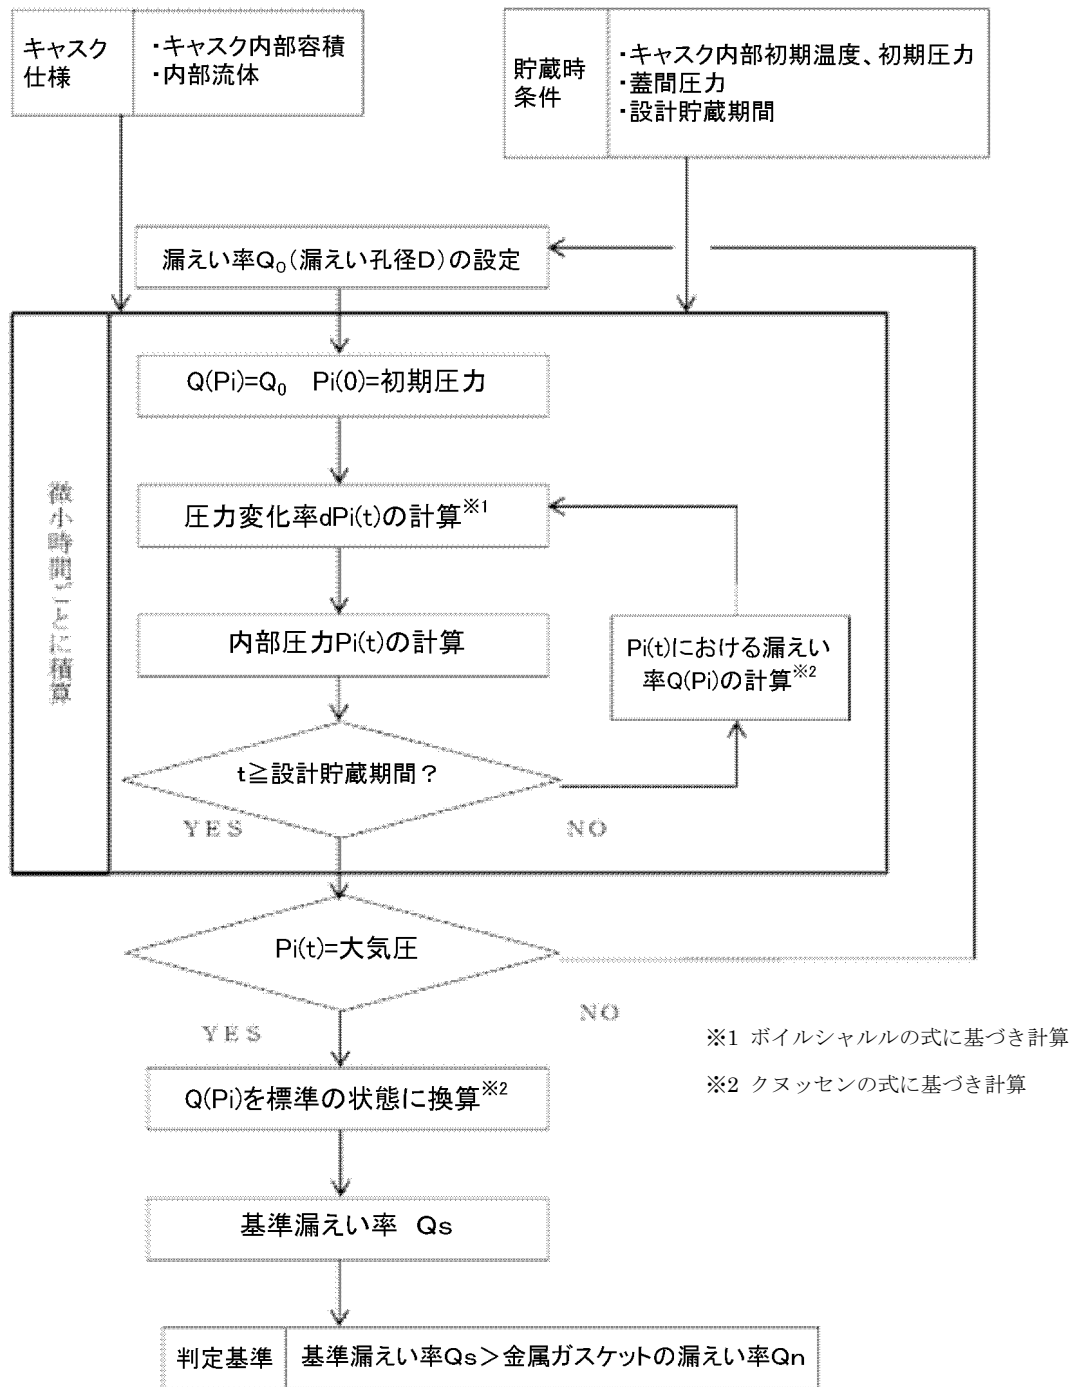 キャスク
仕様
・キャスク内部容積
・内部流体
貯蔵時
条件
・キャスク内部初期温度、初期圧力
・蓋間圧力
・設計貯蔵期間
漏えい率Q₀(漏えい孔径D)の設定
Q(Pi)=Q₀ Pi(0)=初期圧力
微小時間ごとに積算
圧力変化率dPi(t)の計算※1
内部圧力Pi(t)の計算
Pi(t)における漏えい
率Q(Pi)の計算※2
t≧設計貯蔵期間?
YES
NO
Pi(t)=大気圧
YES
NO
※1 ボイルシャルルの式に基づき計算
※2 クヌッセンの式に基づき計算
Q(Pi)を標準の状態に換算※2
基準漏えい率 Qs
判定基準
基準漏えい率Qs>金属ガスケットの漏えい率Qn